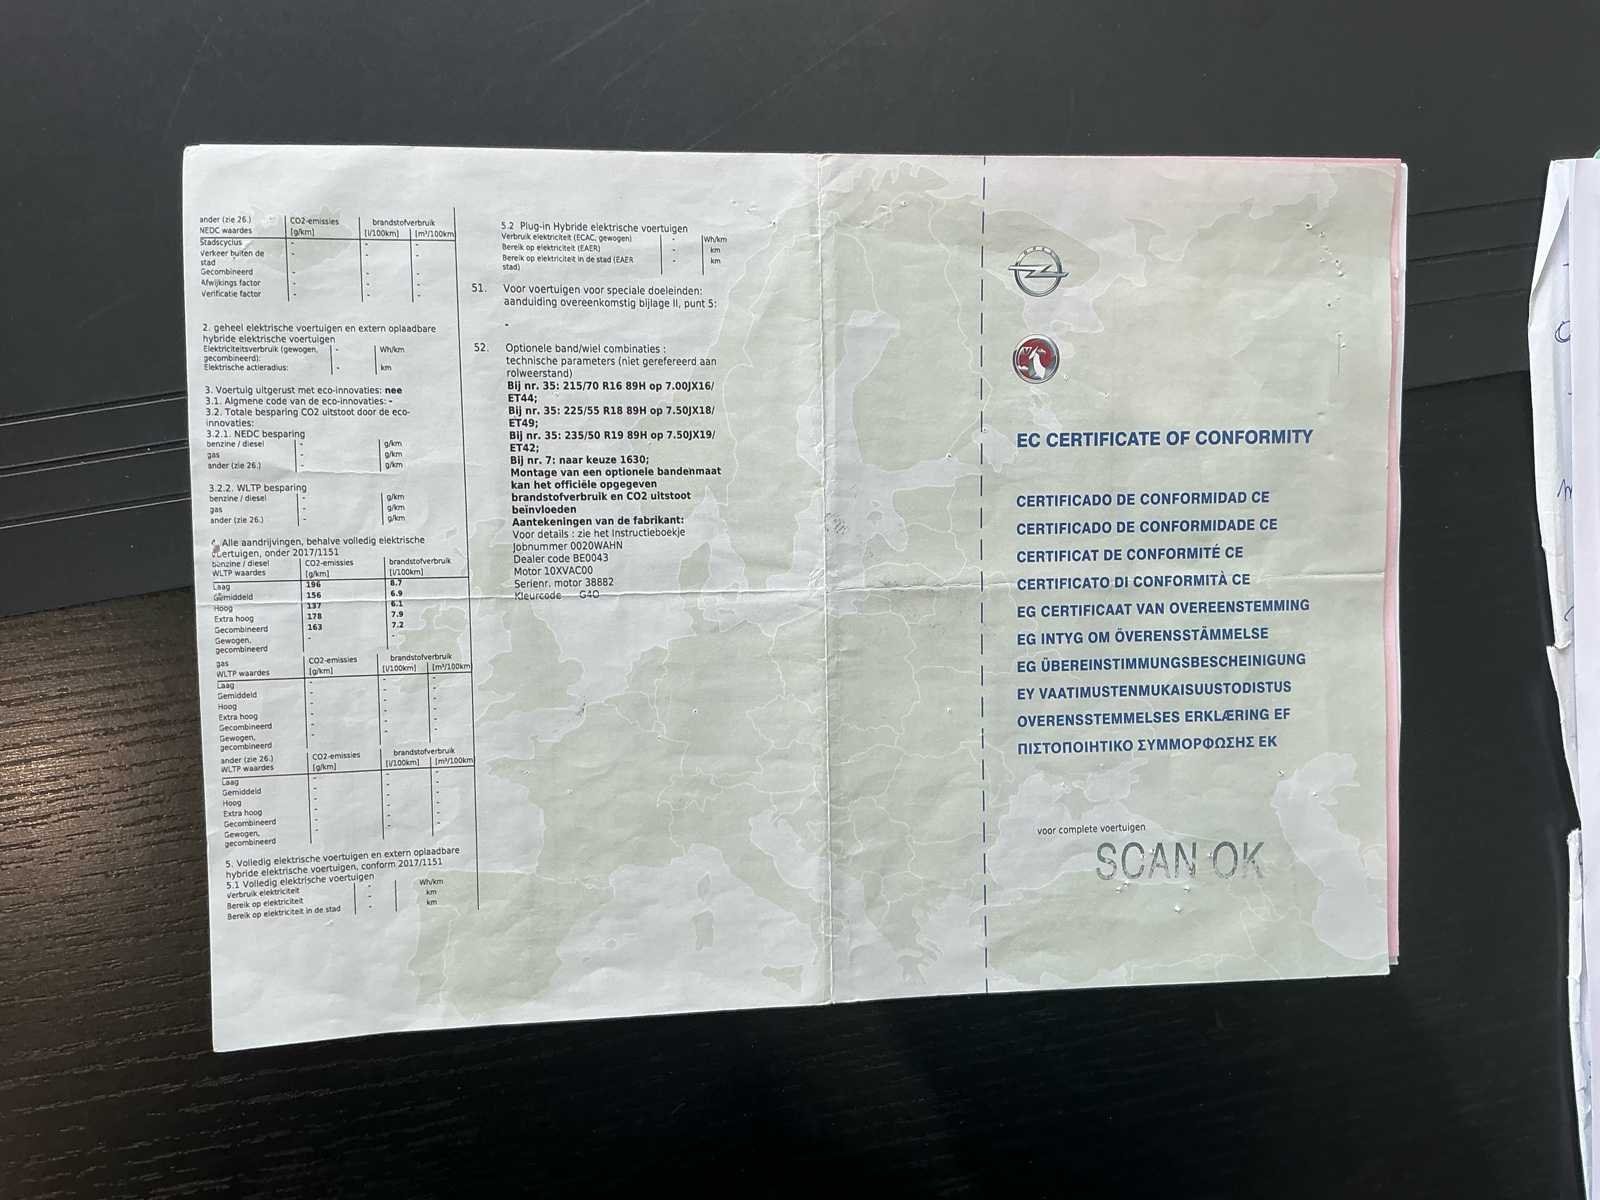 ander (zie 26.) CO2-emissies brandstofverbruik
NEDC waardes [g/km] [l/100km] [m³/100km]
Stadscyclus - - -
Verkeer buiten de stad - - -
Gecombineerd - - -
Afwijkings factor - - -
Verificatie factor - - -
2. geheel elektrische voertuigen en extern oplaadbare
hybride elektrische voertuigen
Elektriciteitsverbruik (gewogen, - Wh/km
gecombineerd):
Elektrische actieradius: - km
3. Voertuig uitgerust met eco-innovaties: nee
3.1. Algmene code van de eco-innovaties: -
3.2. Totale besparing CO2 uitstoot door de eco-
innovaties:
3.2.1. NEDC besparing
benzine / diesel - g/km
gas - g/km
ander (zie 26.) - g/km
3.2.2. WLTP besparing
benzine / diesel - g/km
gas - g/km
ander (zie 26.) - g/km
Alle aandrijvingen, behalve volledig elektrische
onder 2017/1151
benzine / diesel CO2-emissies brandstofverbruik
WLTP waardes [g/km] [l/100km]
Laag 196 8.7
Gemiddeld 156 6.9
Hoog 137 6.1
Extra hoog 178 7.9
Gecombineerd 163 7.2
Gewogen, - -
gecombineerd
gas CO2-emissies brandstofverbruik
WLTP waardes [g/km] [l/100km] [m³/100km]
Laag - - -
Gemiddeld - - -
Hoog - - -
Extra hoog - - -
Gecombineerd - - -
Gewogen, - - -
gecombineerd
ander (zie 26.) CO2-emissies brandstofverbruik
WLTP waardes [g/km] [l/100km] [m³/100km]
Laag - - -
Gemiddeld - - -
Hoog - - -
Extra hoog - - -
Gecombineerd - - -
Gewogen, - - -
gecombineerd
5. Volledig elektrische voertuigen en extern oplaadbare
hybride elektrische voertuigen, conform 2017/1151
5.1 Volledig elektrische voertuigen
Verbruik elektriciteit - Wh/km
Bereik op elektriciteit - km
Bereik op elektriciteit in de stad - km
5.2 Plug-in Hybride elektrische voertuigen
Verbruik elektriciteit (ECAC, gewogen) - Wh/km
Bereik op elektriciteit (EAER) - km
Bereik op elektriciteit in de stad (EAER - km
stad)
51. Voor voertuigen voor speciale doeleinden:
aanduiding overeenkomstig bijlage II, punt 5:
-
52. Optionele band/wiel combinaties :
technische parameters (niet gerefereerd aan
rolweerstand)
Bij nr. 35: 215/70 R16 89H op 7.00JX16/
ET44;
Bij nr. 35: 225/55 R18 89H op 7.50JX18/
ET49;
Bij nr. 35: 235/50 R19 89H op 7.50JX19/
ET42;
Bij nr. 7: naar keuze 1630;
Montage van een optionele bandenmaat
kan het officiële opgegeven
brandstofverbruik en CO2 uitstoot
beïnvloeden
Aantekeningen van de fabrikant:
Voor details : zie het Instructieboekje
Jobnummer 0020WAHN
Dealer code BE0043
Motor 10XVAC00
Serienr. motor 38882
Kleurcode G4O
OPEL
EC CERTIFICATE OF CONFORMITY
CERTIFICADO DE CONFORMIDAD CE
CERTIFICADO DE CONFORMIDADE CE
CERTIFICAT DE CONFORMITÉ CE
CERTIFICATO DI CONFORMITÀ CE
EG CERTIFICAAT VAN OVEREENSTEMMING
EG INTYG OM ÖVERENSSTÄMMELSE
EG ÜBEREINSTIMMUNGSBESCHEINIGUNG
EY VAATIMUSTENMUKAISUUSTODISTUS
OVERENSSTEMMELSES ERKLÆRING EF
ΠΙΣΤΟΠΟΙΗΤΙΚΟ ΣΥΜΜΟΡΦΩΣΗΣ ΕΚ
voor complete voertuigen
SCAN OK